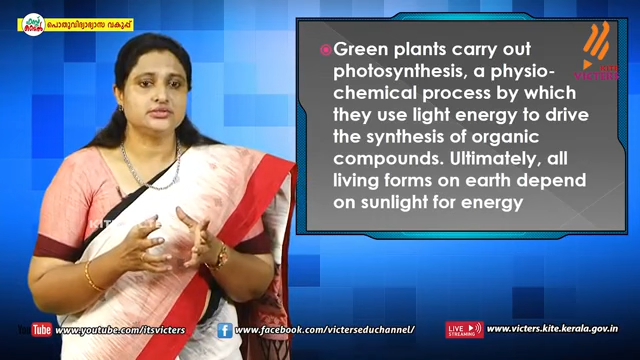 പൊതുവിദ്യാഭ്യാസ വകുപ്പ്
Green plants carry out
photosynthesis, a physio-
chemical process by which
they use light energy to drive
the synthesis of organic
compounds. Ultimately, all
living forms on earth depend
on sunlight for energy
VICTERS
You Tube
www.youtube.com/itsvicters
f
www.facebook.com/victerseduchannel/
LIVE
STREAMING
www.victers.kite.kerala.gov.in